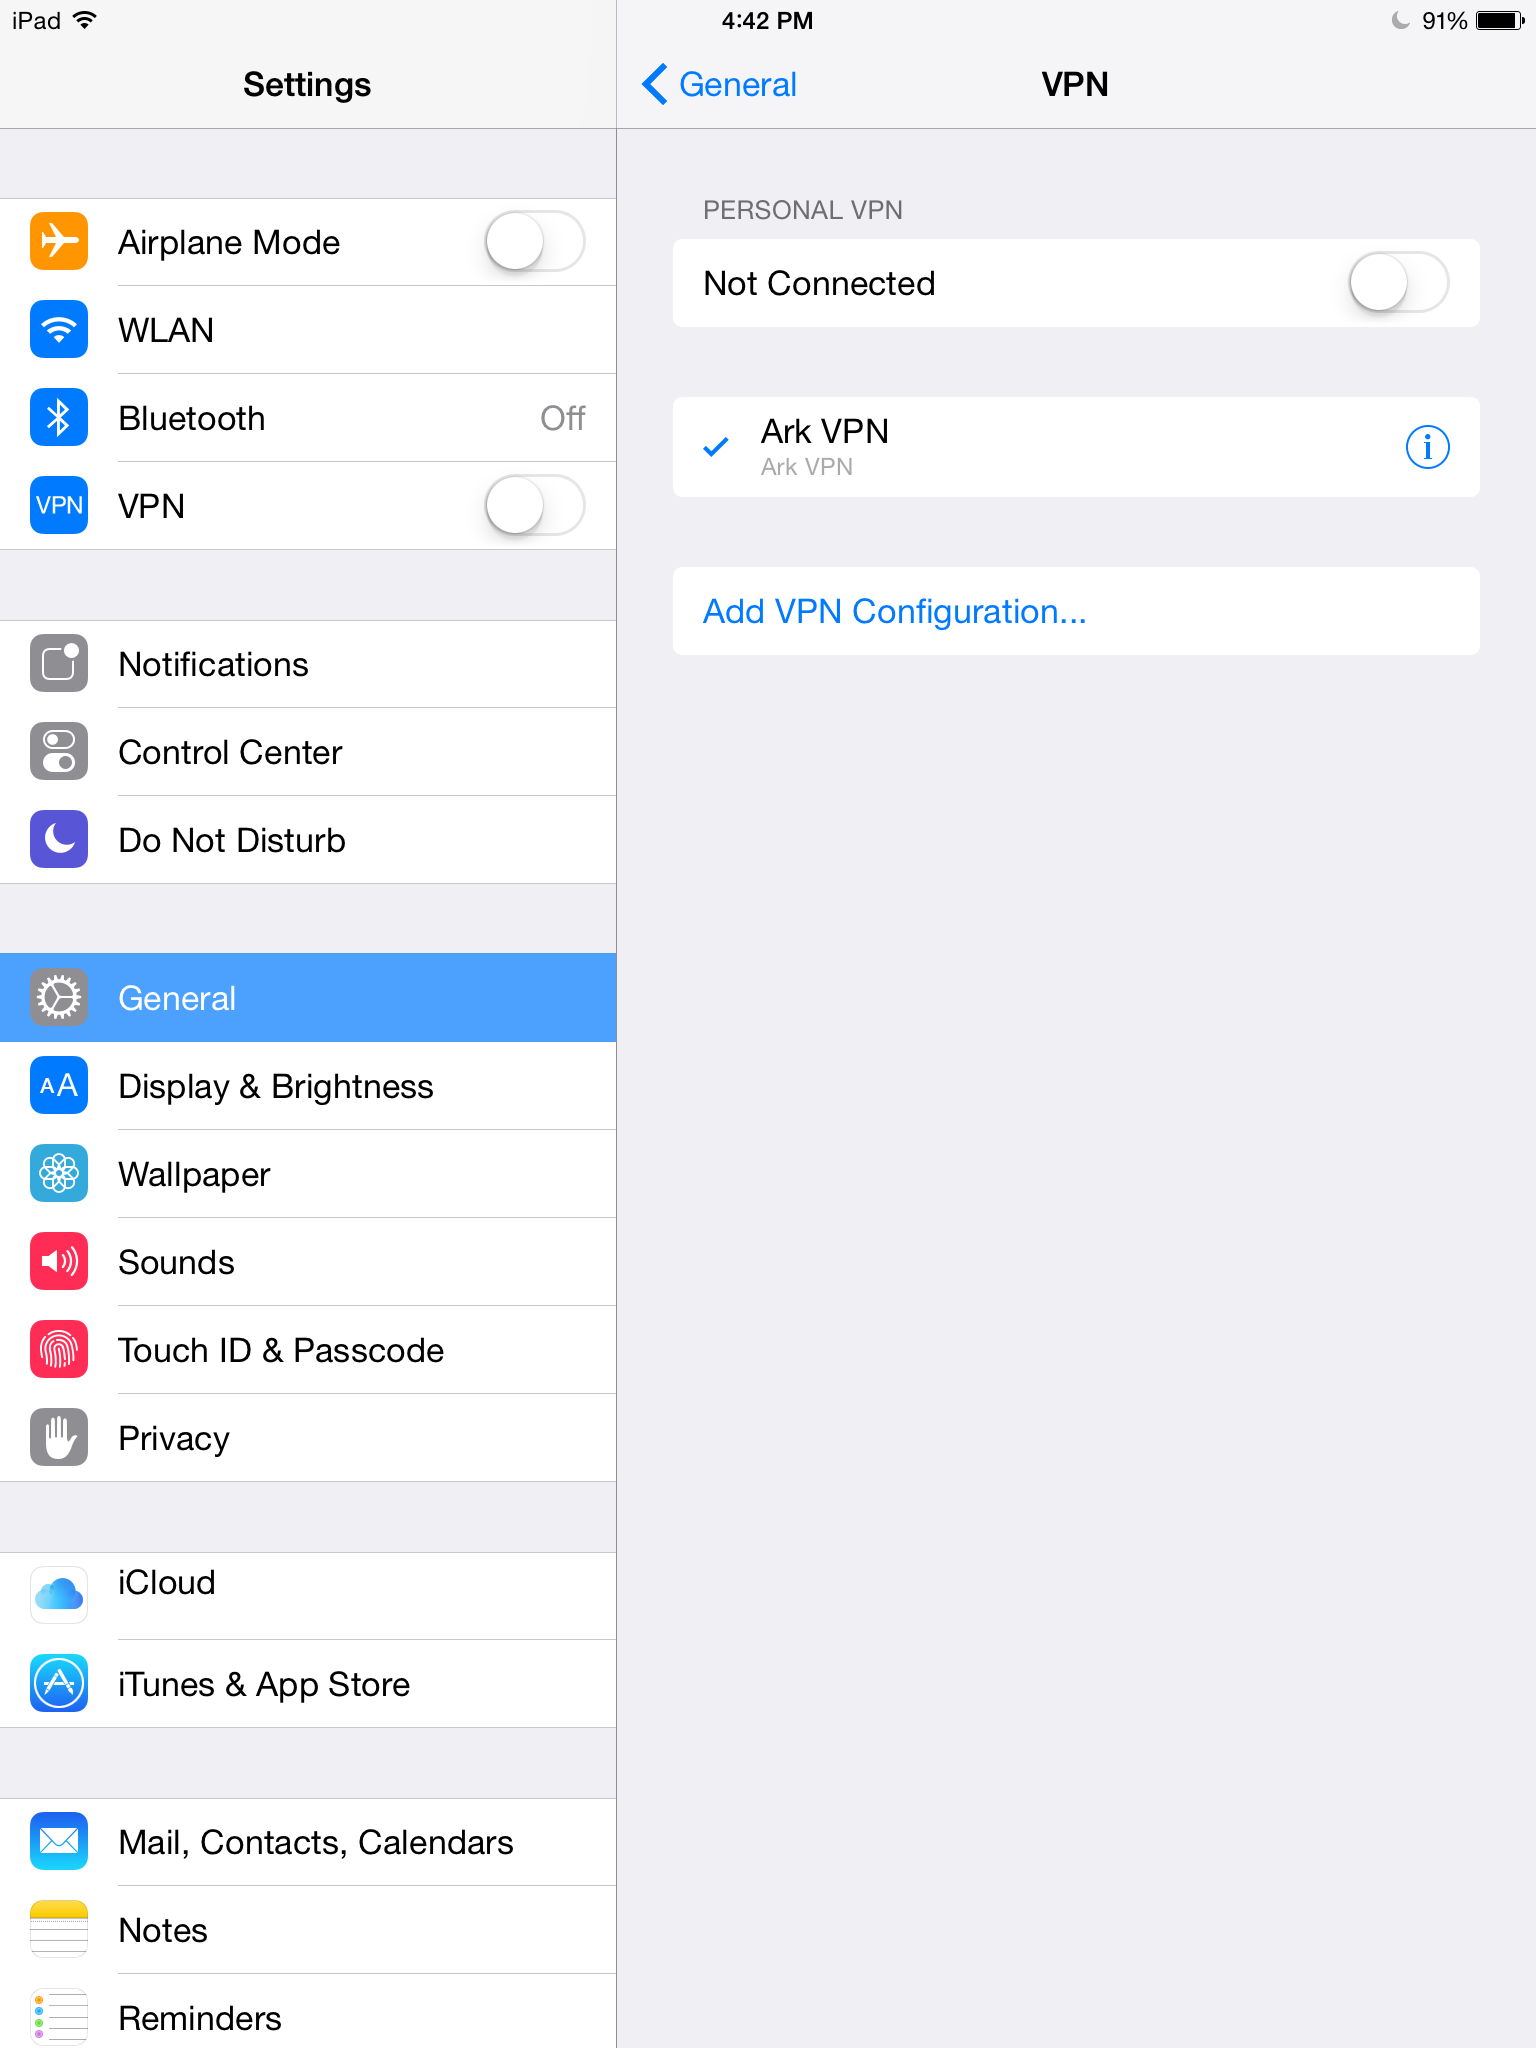 iPad
4:42 PM
91%
Settings
General
VPN
Airplane Mode
WLAN
Bluetooth
Off
VPN
VPN
Notifications
Control Center
Do Not Disturb
General
AA
Display & Brightness
Wallpaper
Sounds
Touch ID & Passcode
Privacy
iCloud
iTunes & App Store
Mail, Contacts, Calendars
Notes
Reminders
PERSONAL VPN
Not Connected
Ark VPN
Ark VPN
i
Add VPN Configuration...